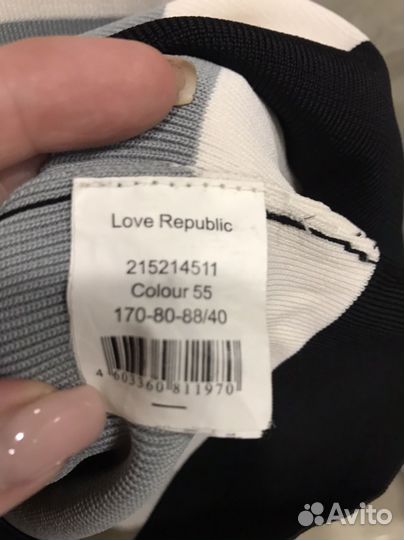 Love Republic
215214511
Colour 55
170-80-88/40
4 603360 811970
Avito